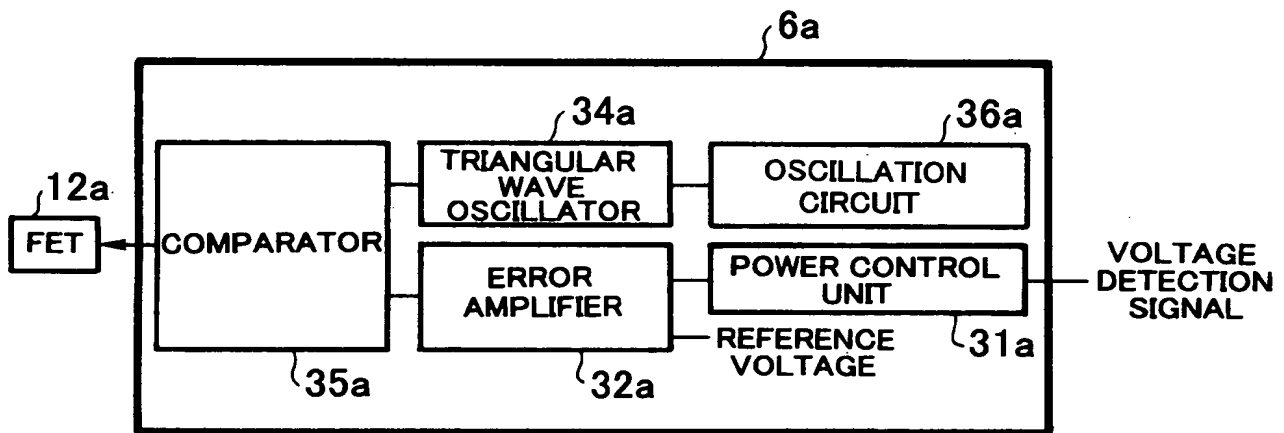 6a
34a
36a
12a
TRIANGULAR
WAVE
OSCILLATOR
OSCILLATION
CIRCUIT
FET
COMPARATOR
ERROR
AMPLIFIER
POWER CONTROL
UNIT
VOLTAGE
DETECTION
SIGNAL
REFERENCE
VOLTAGE
35a
32a
31a